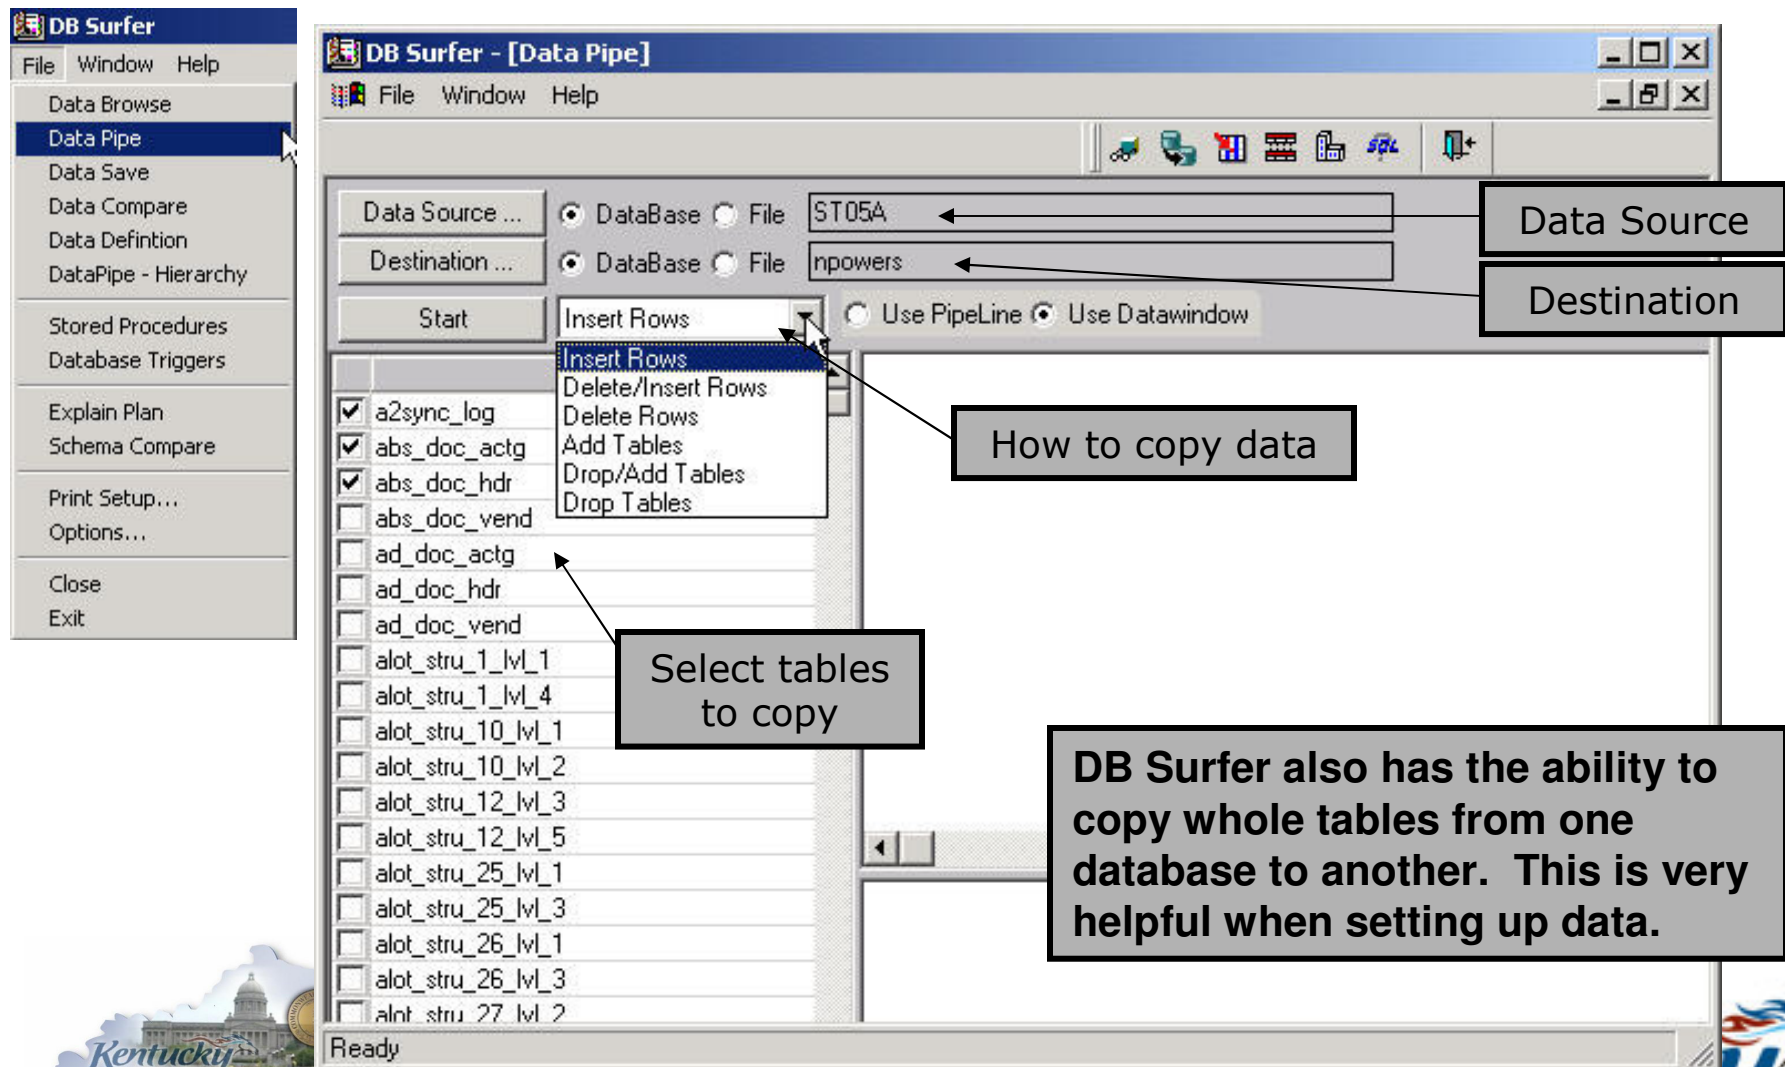 DB Surfer
File Window Help
Data Browse
Data Pipe
Data Save
Data Compare
Data Defintion
DataPipe - Hierarchy
Stored Procedures
Database Triggers
Explain Plan
Schema Compare
Print Setup...
Options...
Close
Exit
DB Surfer - [Data Pipe]
File Window Help
SQL
Data Source ... DataBase File ST05A
Data Source
Destination ... DataBase File npowers
Destination
Start Insert Rows Use PipeLine Use Datawindow
Insert Rows
Delete/Insert Rows
Delete Rows
Add Tables
Drop/Add Tables
Drop Tables
How to copy data
a2sync_log
abs_doc_actg
abs_doc_hdr
abs_doc_vend
ad_doc_actg
ad_doc_hdr
ad_doc_vend
alot_stru_1_lvl_1
alot_stru_1_lvl_4
alot_stru_10_lvl_1
alot_stru_10_lvl_2
alot_stru_12_lvl_3
alot_stru_12_lvl_5
alot_stru_25_lvl_1
alot_stru_25_lvl_3
alot_stru_26_lvl_1
alot_stru_26_lvl_3
alot_stru_27_lvl_2
Select tables
to copy
DB Surfer also has the ability to
copy whole tables from one
database to another. This is very
helpful when setting up data.
Ready
Kentucky